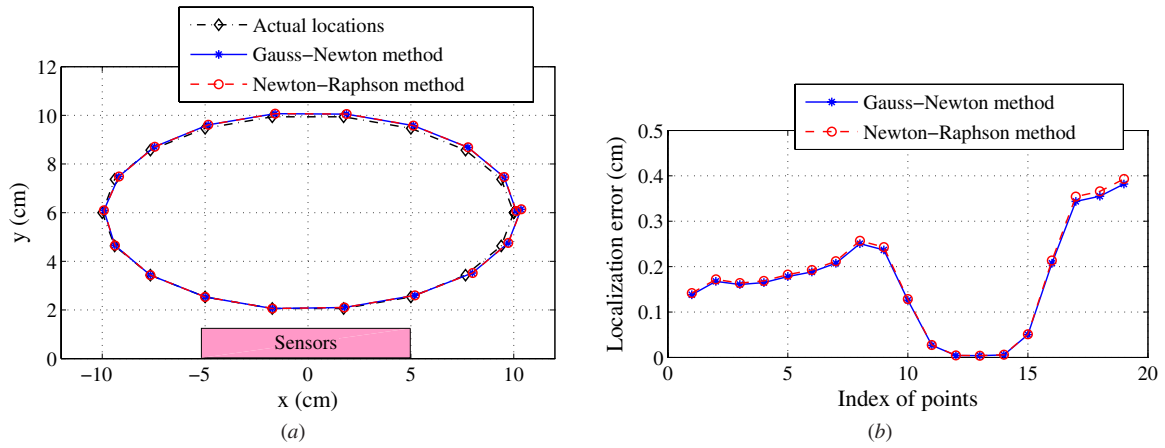 Actual locations
Gauss−Newton method
Newton−Raphson method
12
10
8
6
4
2
0
y (cm)
Sensors
−10 −5 0 5 10
x (cm)
(a)
Gauss−Newton method
Newton−Raphson method
0.5
0.4
0.3
0.2
0.1
0
Localization error (cm)
0 5 10 15 20
Index of points
(b)